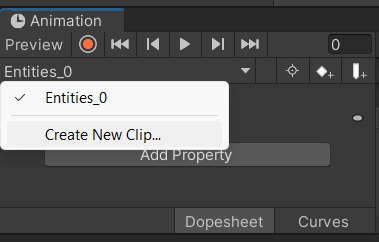 Animation
Preview 0
Entities_0
Entities_0
Create New Clip...
Add Property
Dopesheet Curves